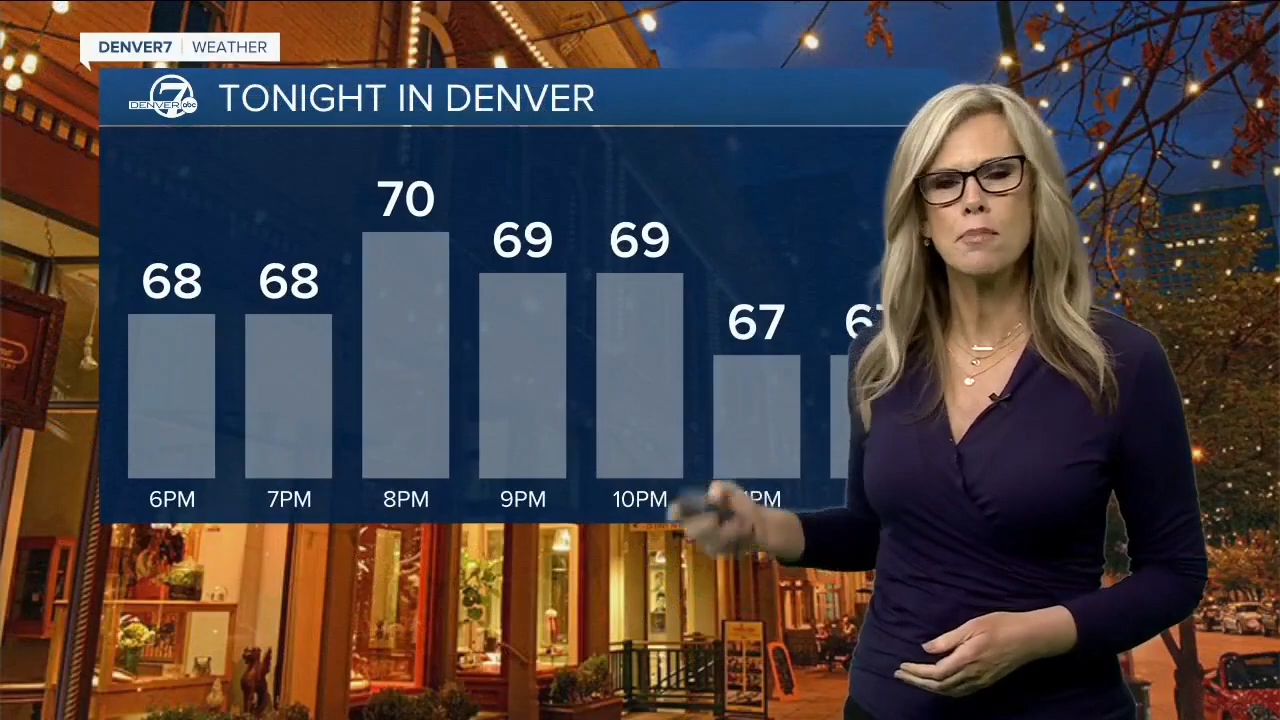 DENVER7 | WEATHER
DENVER 7 abc
TONIGHT IN DENVER
68 68 70 69 69 67
6PM 7PM 8PM 9PM 10PM